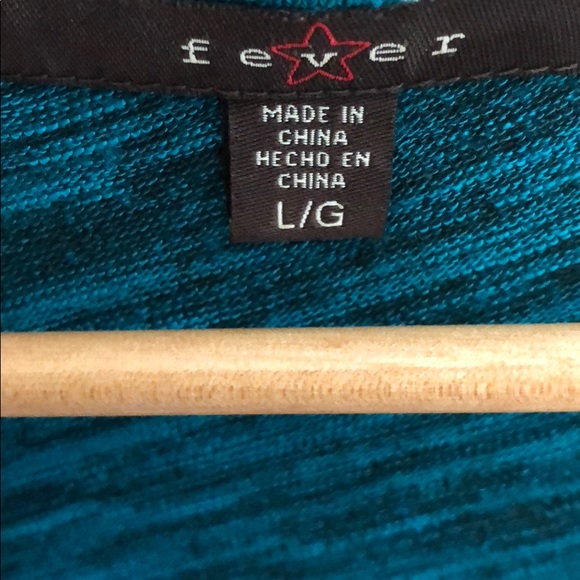 fever
MADE IN
CHINA
HECHO EN
CHINA
L/G